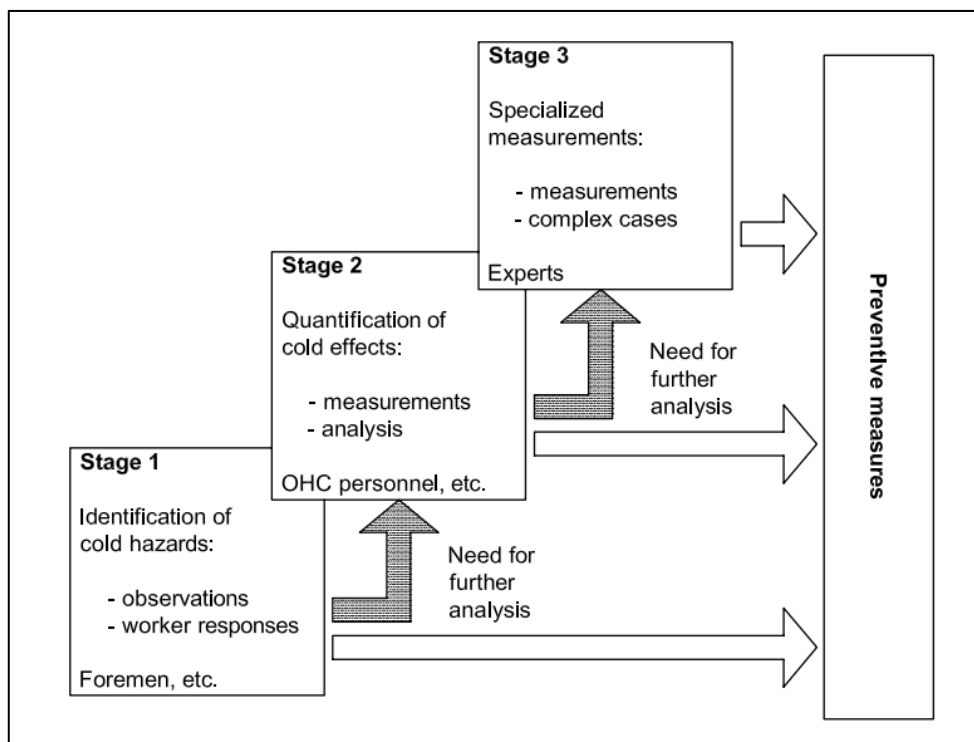 Stage 3
Specialized
measurements:
- measurements
- complex cases
Experts
Stage 2
Quantification of
cold effects:
- measurements
- analysis
OHC personnel, etc.
Need for
further
analysis
Stage 1
Identification of
cold hazards:
- observations
- worker responses
Foremen, etc.
Need for
further
analysis
Preventive measures